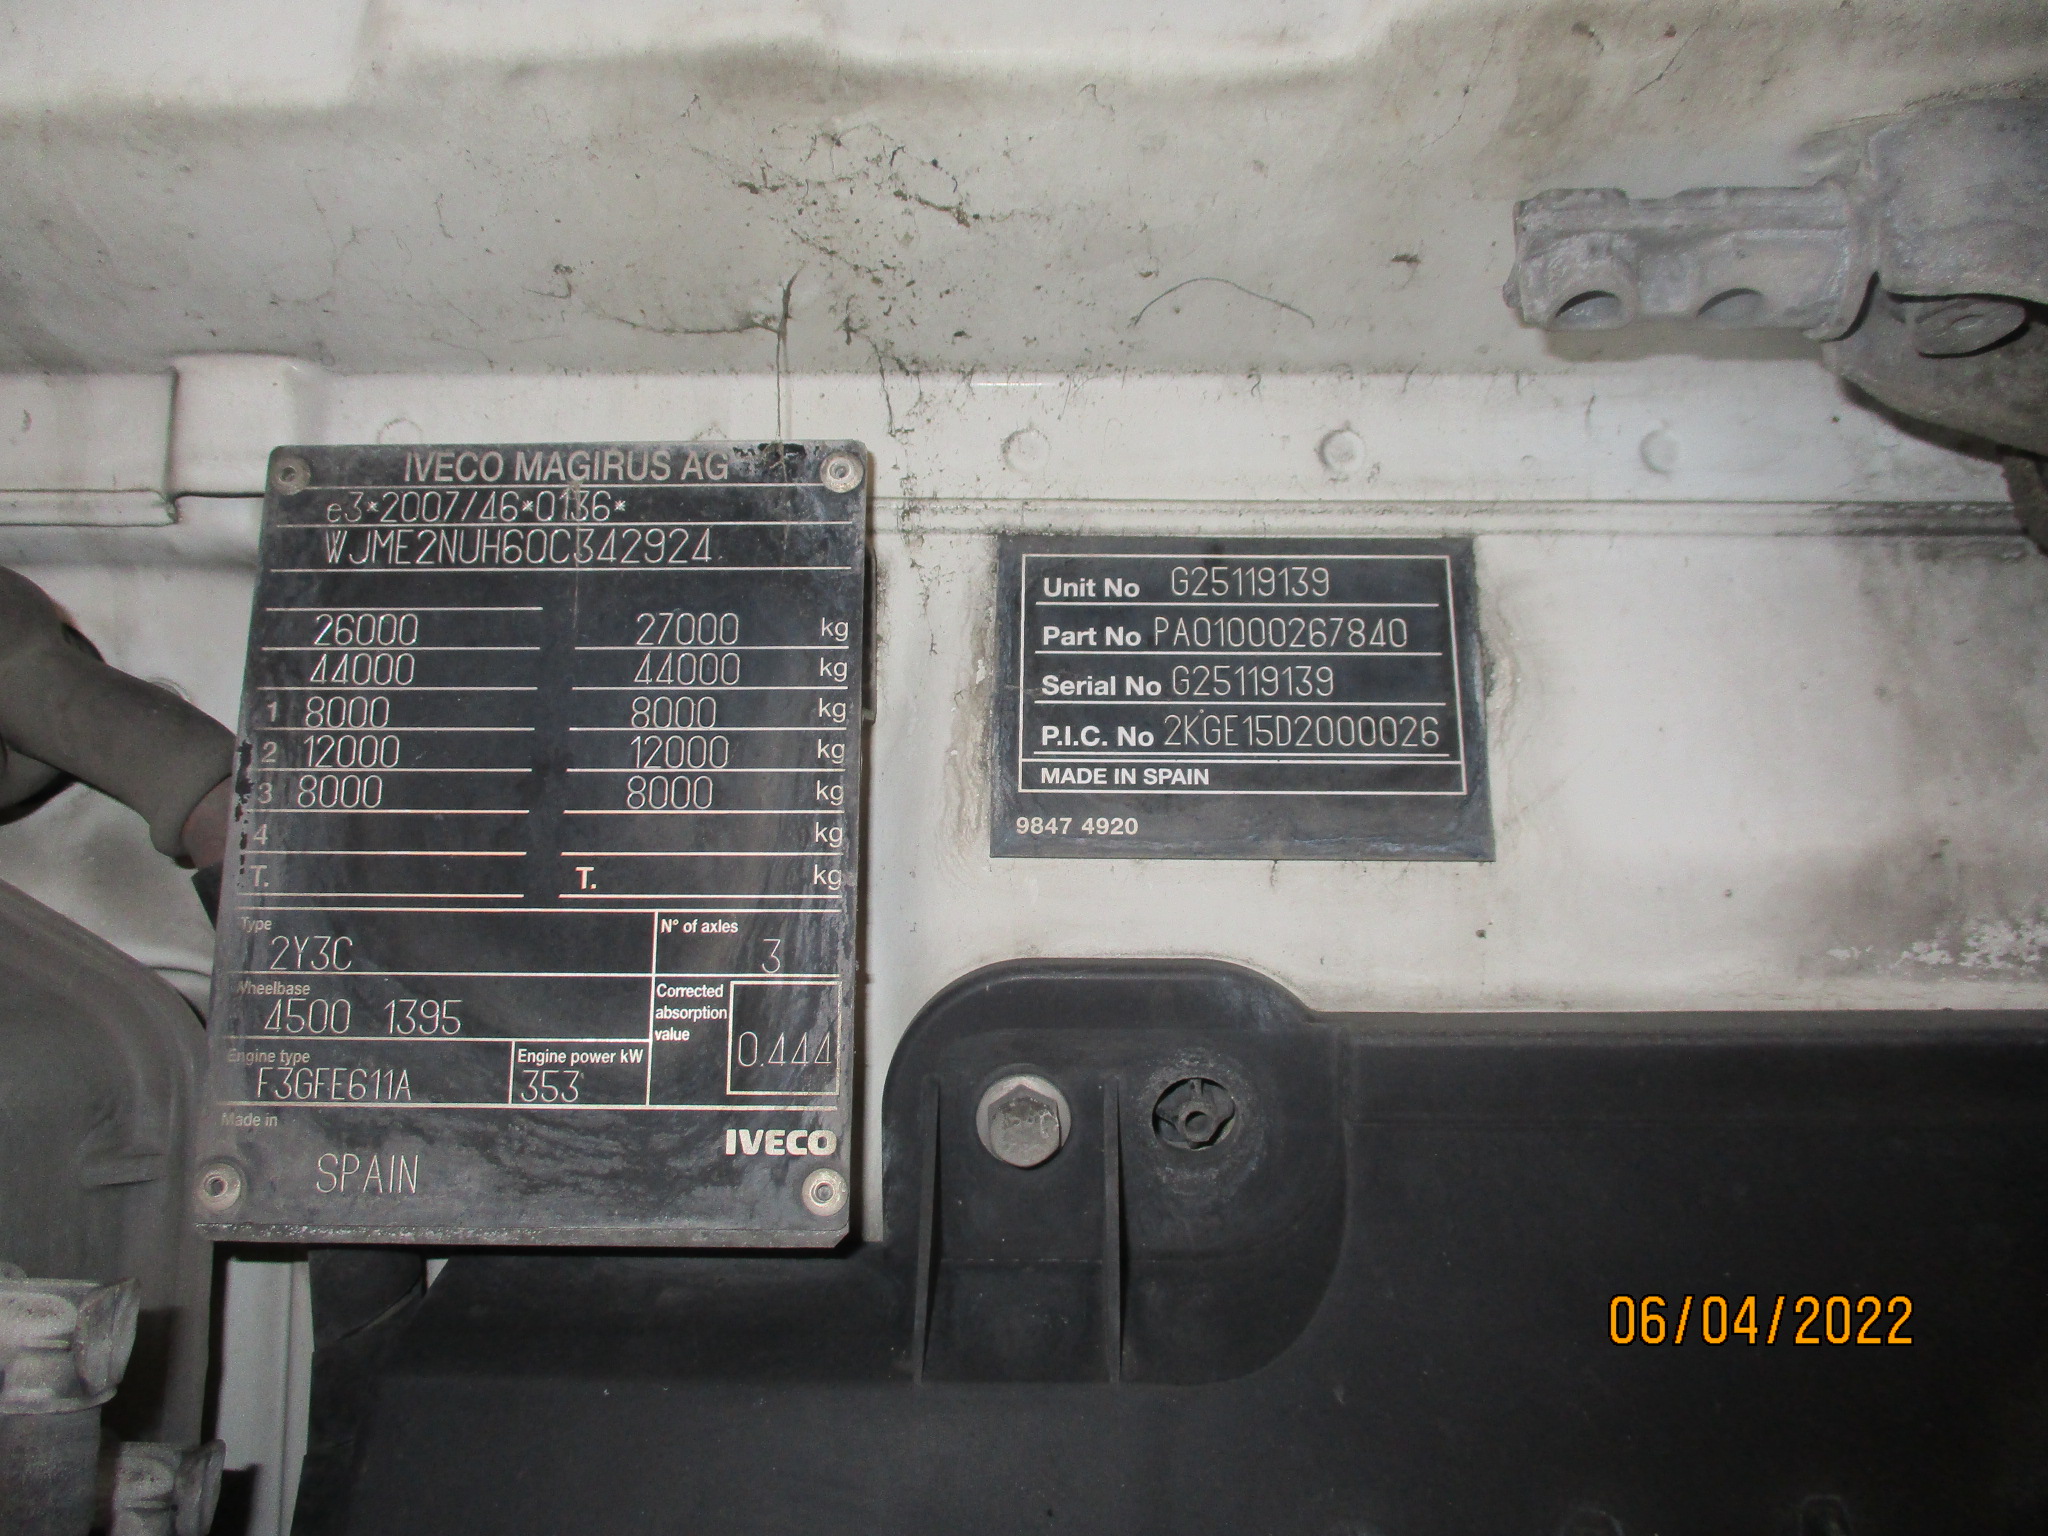 IVECO MAGIRUS AG
e3*2007/46*0136*
WJME2NUH60C342924
26000 27000 kg
44000 44000 kg
1 8000 8000 kg
2 12000 12000 kg
3 8000 8000 kg
4 kg
T. T. kg
Type N° of axles
2Y3C 3
Wheelbase Corrected absorption value
4500 1395 0.444
Engine type Engine power kW
F3GFE611A 353
Made in
IVECO
SPAIN
Unit No G25119139
Part No PA01000267840
Serial No G25119139
P.I.C. No 2KGE15D2000026
MADE IN SPAIN
9847 4920
06/04/2022